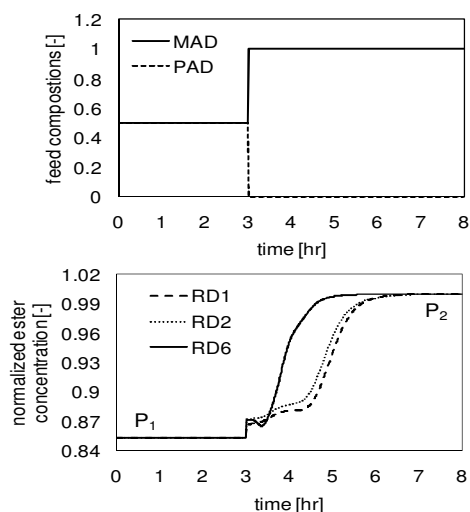 feed compostions [-]
1.2
1
0.8
0.6
0.4
0.2
0
MAD
PAD
0 1 2 3 4 5 6 7 8
time [hr]
normalized ester
concentration [-]
1.02
0.99
0.96
0.93
0.9
0.87
0.84
RD1
RD2
RD6
P1
P2
0 1 2 3 4 5 6 7 8
time [hr]